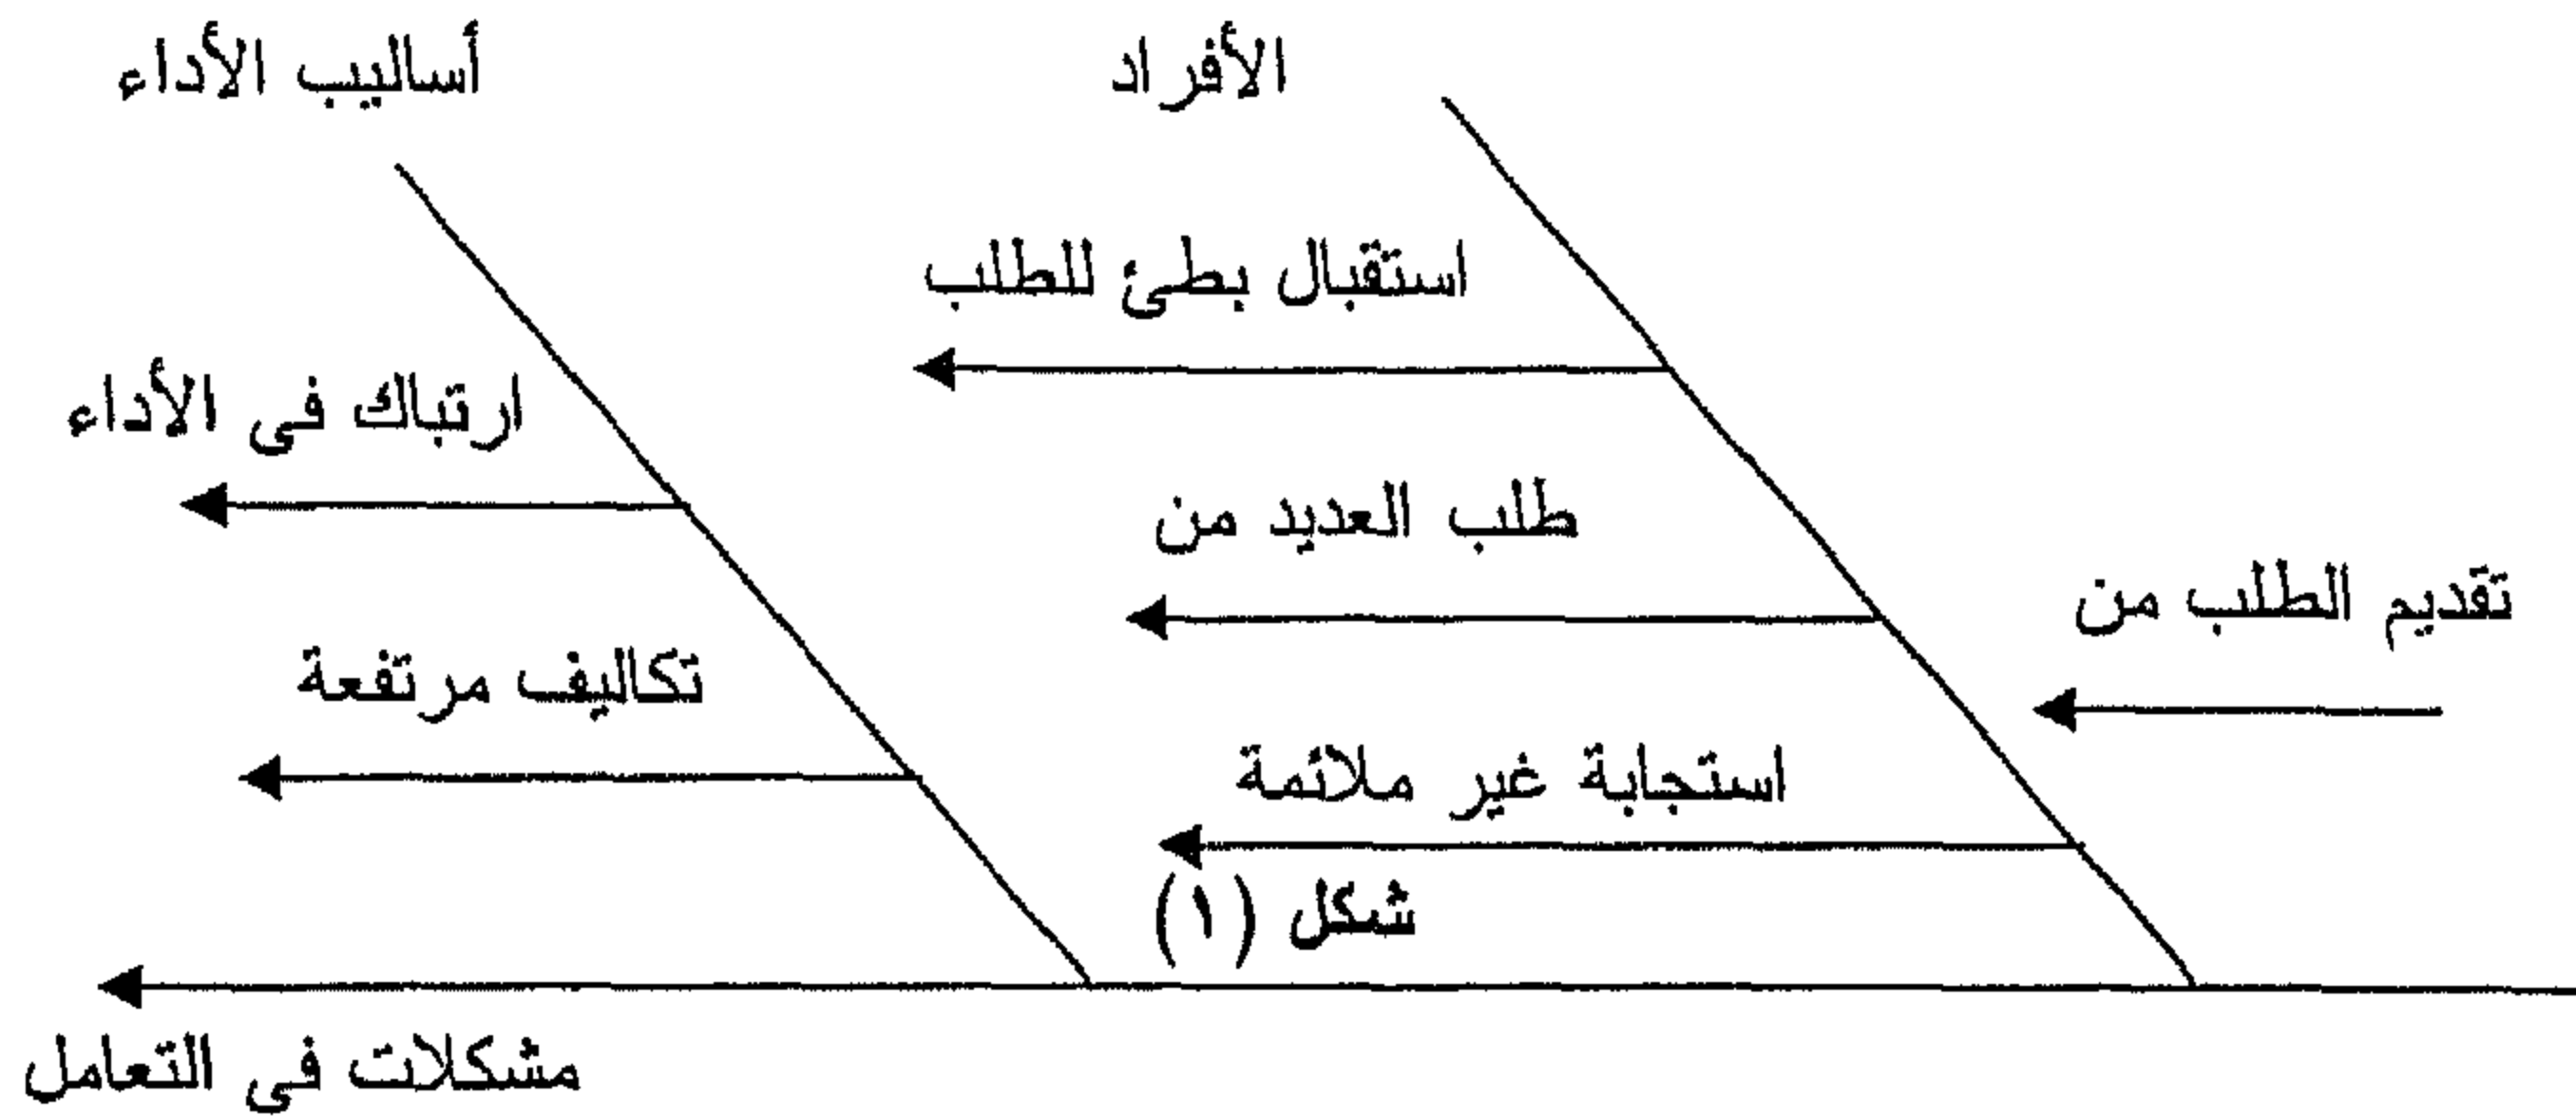 الأفراد
أساليب الأداء
استقبال بطئ للطلب
ارتباك فى الأداء
طلب العديد من
تقديم الطلب من
تكاليف مرتفعة
استجابة غير ملائمة
شكل (١)
مشكلات فى التعامل